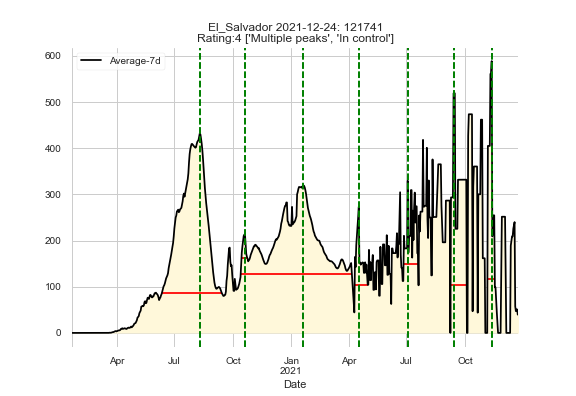 El_Salvador 2021-12-24: 121741
Rating:4 ['Multiple peaks', 'In control']
Average-7d
600
500
400
300
200
100
0
Apr Jul Oct Jan Apr Jul Oct
2021
Date